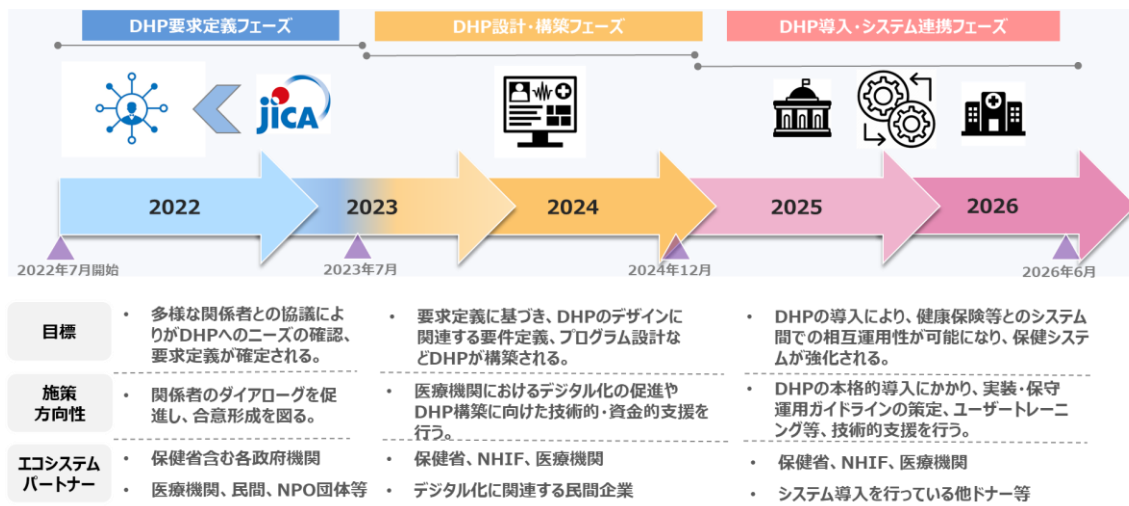 DHP要求定義フェーズ
DHP設計・構築フェーズ
DHP導入・システム連携フェーズ
jICA
2022
2023
2024
2025
2026
2022年7月開始
2023年7月
2024年12月
2026年6月
目標
• 多様な関係者との協議によ
りがDHPへのニーズの確認、
要求定義が確定される。
• 要求定義に基づき、DHPのデザインに
関連する要件定義、プログラム設計な
どDHPが構築される。
• DHPの導入により、健康保険等とのシステム
間での相互運用性が可能になり、保健システ
ムが強化される。
施策
方向性
• 関係者のダイアローグを促
進し、合意形成を図る。
• 医療機関におけるデジタル化の促進や
DHP構築に向けた技術的・資金的支援を
行う。
• DHPの本格的導入にかかり、実装・保守
運用ガイドラインの策定、ユーザートレーニ
ング等、技術的支援を行う。
エコシステム
パートナー
• 保健省含む各政府機関
• 医療機関、民間、NPO団体等
• 保健省、NHIF、医療機関
• デジタル化に関連する民間企業
• 保健省、NHIF、医療機関
• システム導入を行っている他ドナー等